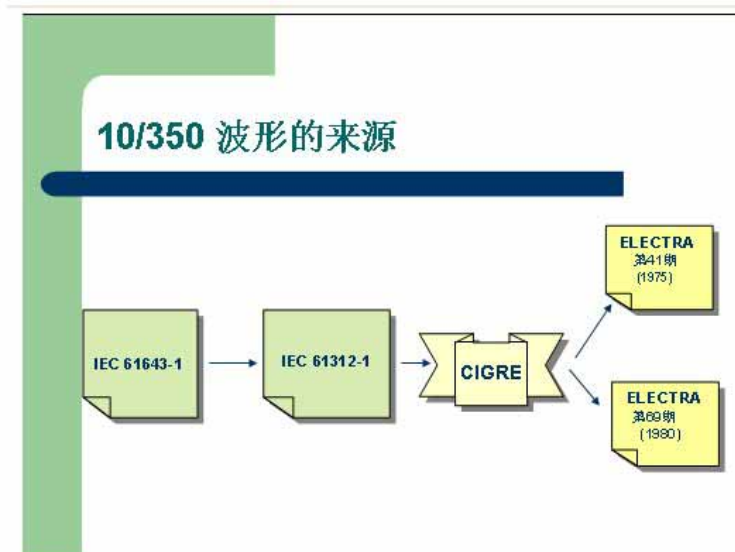 10/350 波形的来源
IEC 61643-1
IEC 61312-1
CIGRE
ELECTRA
第41期
(1975)
ELECTRA
第69期
(1980)